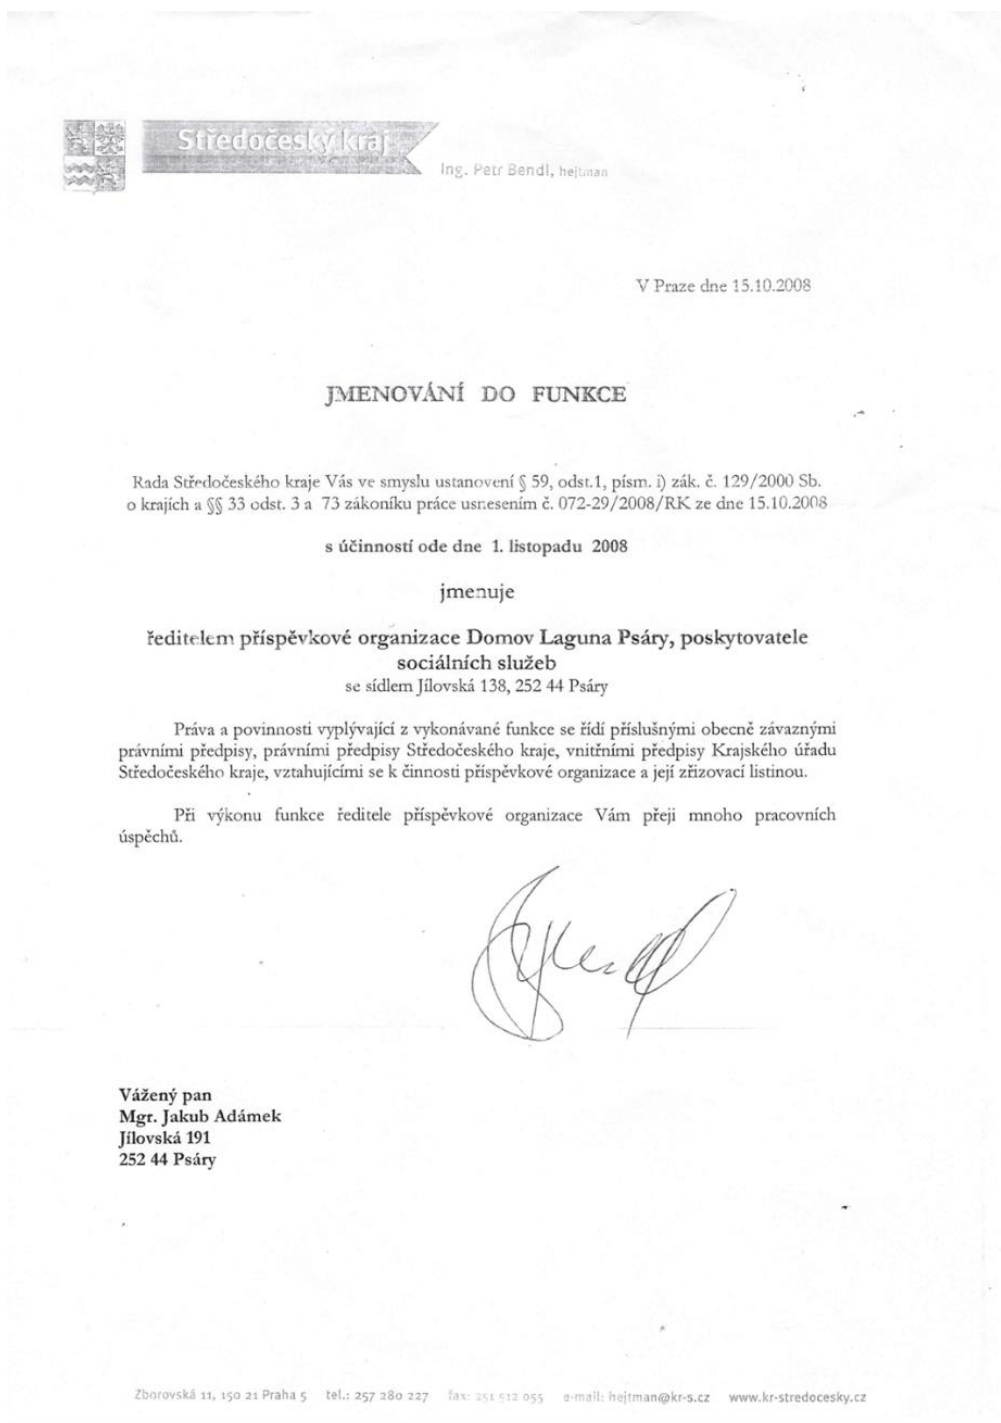 Středočeský kraj
Ing. Petr Bendl, hejtman
V Praze dne 15.10.2008
JMENOVÁNÍ DO FUNKCE
Rada Středočeského kraje Vás ve smyslu ustanovení § 59, odst.1, písm. i) zák. č. 129/2000 Sb.
o krajích a §§ 33 odst. 3 a 73 zákoníku práce usnesením č. 072-29/2008/RK ze dne 15.10.2008
s účinností ode dne 1. listopadu 2008
jmenuje
ředitelem příspěvkové organizace Domov Laguna Psáry, poskytovatele
sociálních služeb
se sídlem Jílovská 138, 252 44 Psáry
Práva a povinnosti vyplývající z vykonávané funkce se řídí příslušnými obecně závaznými
právními předpisy, právními předpisy Středočeského kraje, vnitřními předpisy Krajského úřadu
Středočeského kraje, vztahujícími se k činnosti příspěvkové organizace a její zřizovací listinou.
Při výkonu funkce ředitele příspěvkové organizace Vám přeji mnoho pracovních
úspěchů.
Vážený pan
Mgr. Jakub Adámek
Jílovská 191
252 44 Psáry
Zborovská 11, 150 21 Praha 5 tel.: 257 280 227 fax: 251 512 055 e-mail: hejtman@kr-s.cz www.kr-stredocesky.cz